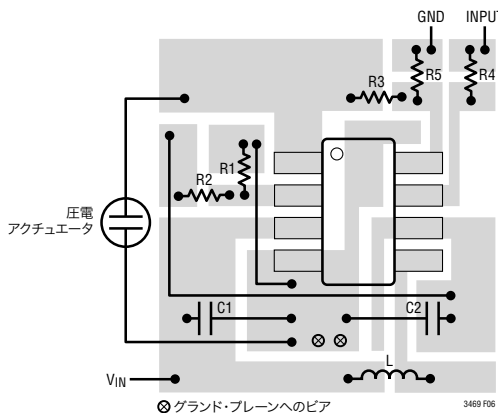 GND INPUT
R3
R5
R4
R1
R2
圧電
アクチュエータ
C1
C2
VIN
L
グランド・プレーンへのビア
3469 F06